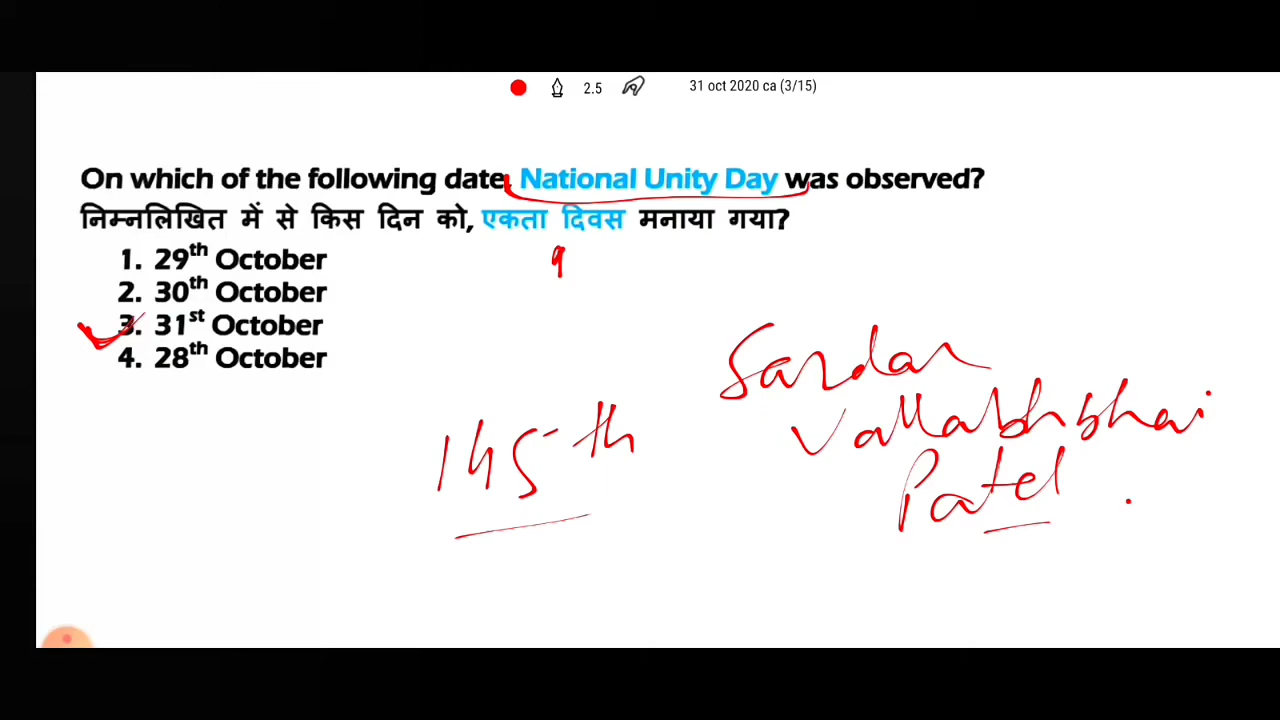 2.5 31 oct 2020 ca (3/15)
On which of the following date, National Unity Day was observed?
निम्नलिखित में से किस दिन को, एकता दिवस मनाया गया?
1. 29th October
2. 30th October
3. 31st October
4. 28th October
Sardar
Vallabhbhai
Patel
145th